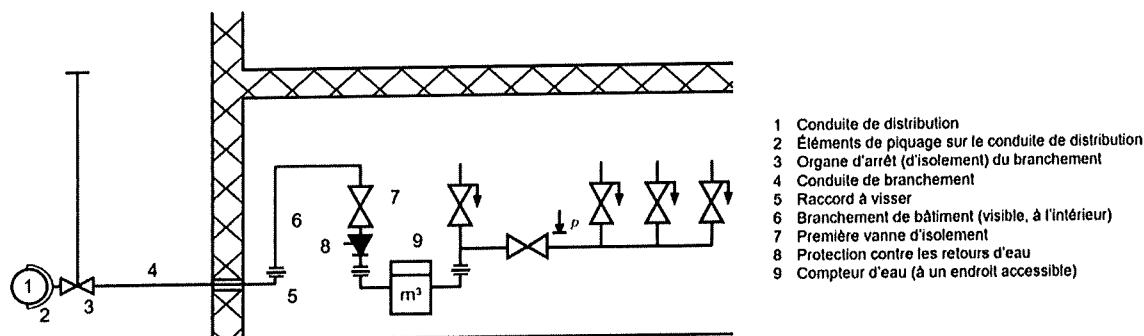 1 Conduite de distribution
2 Éléments de piquage sur le conduite de distribution
3 Organe d'arrêt (d'isolement) du branchement
4 Conduite de branchement
5 Raccord à visser
6 Branchement de bâtiment (visible, à l'intérieur)
7 Première vanne d'isolement
8 Protection contre les retours d'eau
9 Compteur d'eau (à un endroit accessible)
7
6
p
8
9
4
5
m³
1
2
3